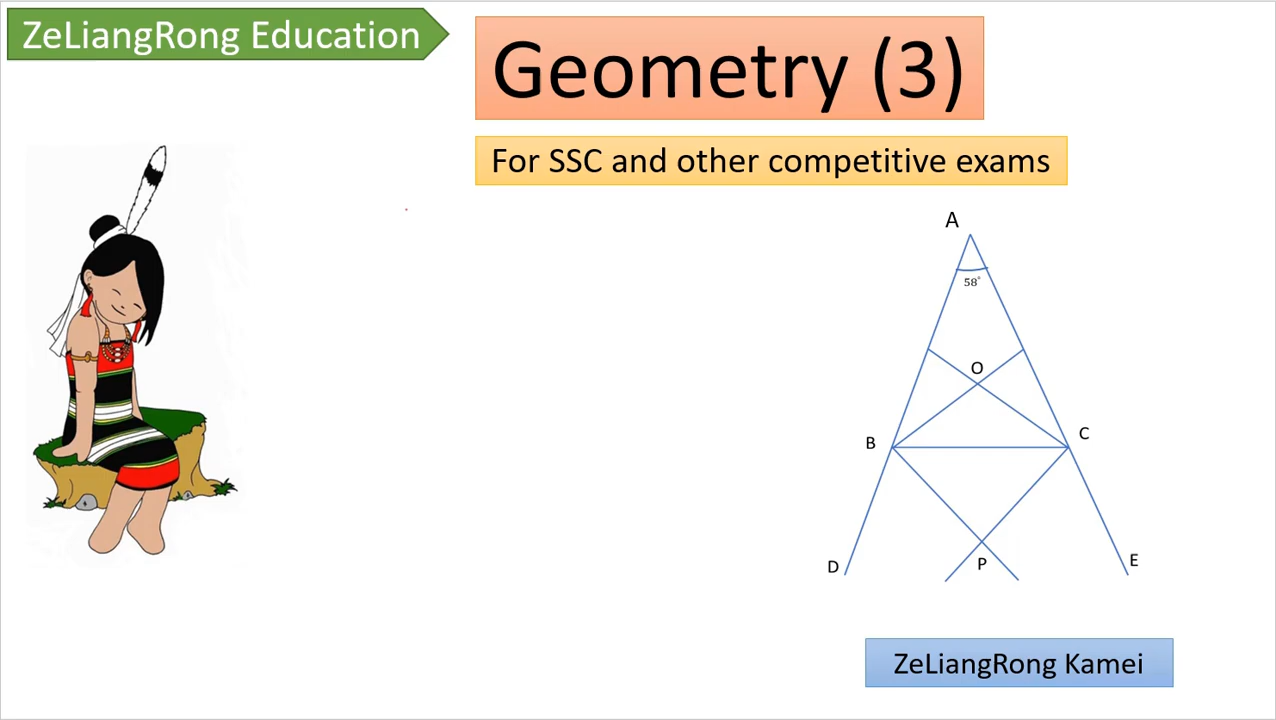 ZeLiangRong Education
Geometry (3)
For SSC and other competitive exams
A
58°
O
B
C
D
P
E
ZeLiangRong Kamei